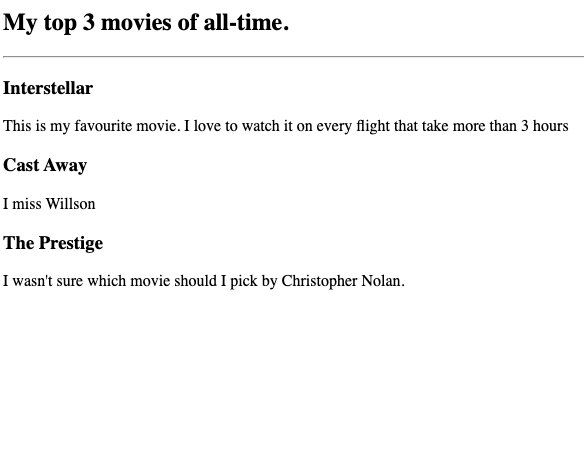 My top 3 movies of all-time.
Interstellar
This is my favourite movie. I love to watch it on every flight that take more than 3 hours
Cast Away
I miss Willson
The Prestige
I wasn't sure which movie should I pick by Christopher Nolan.